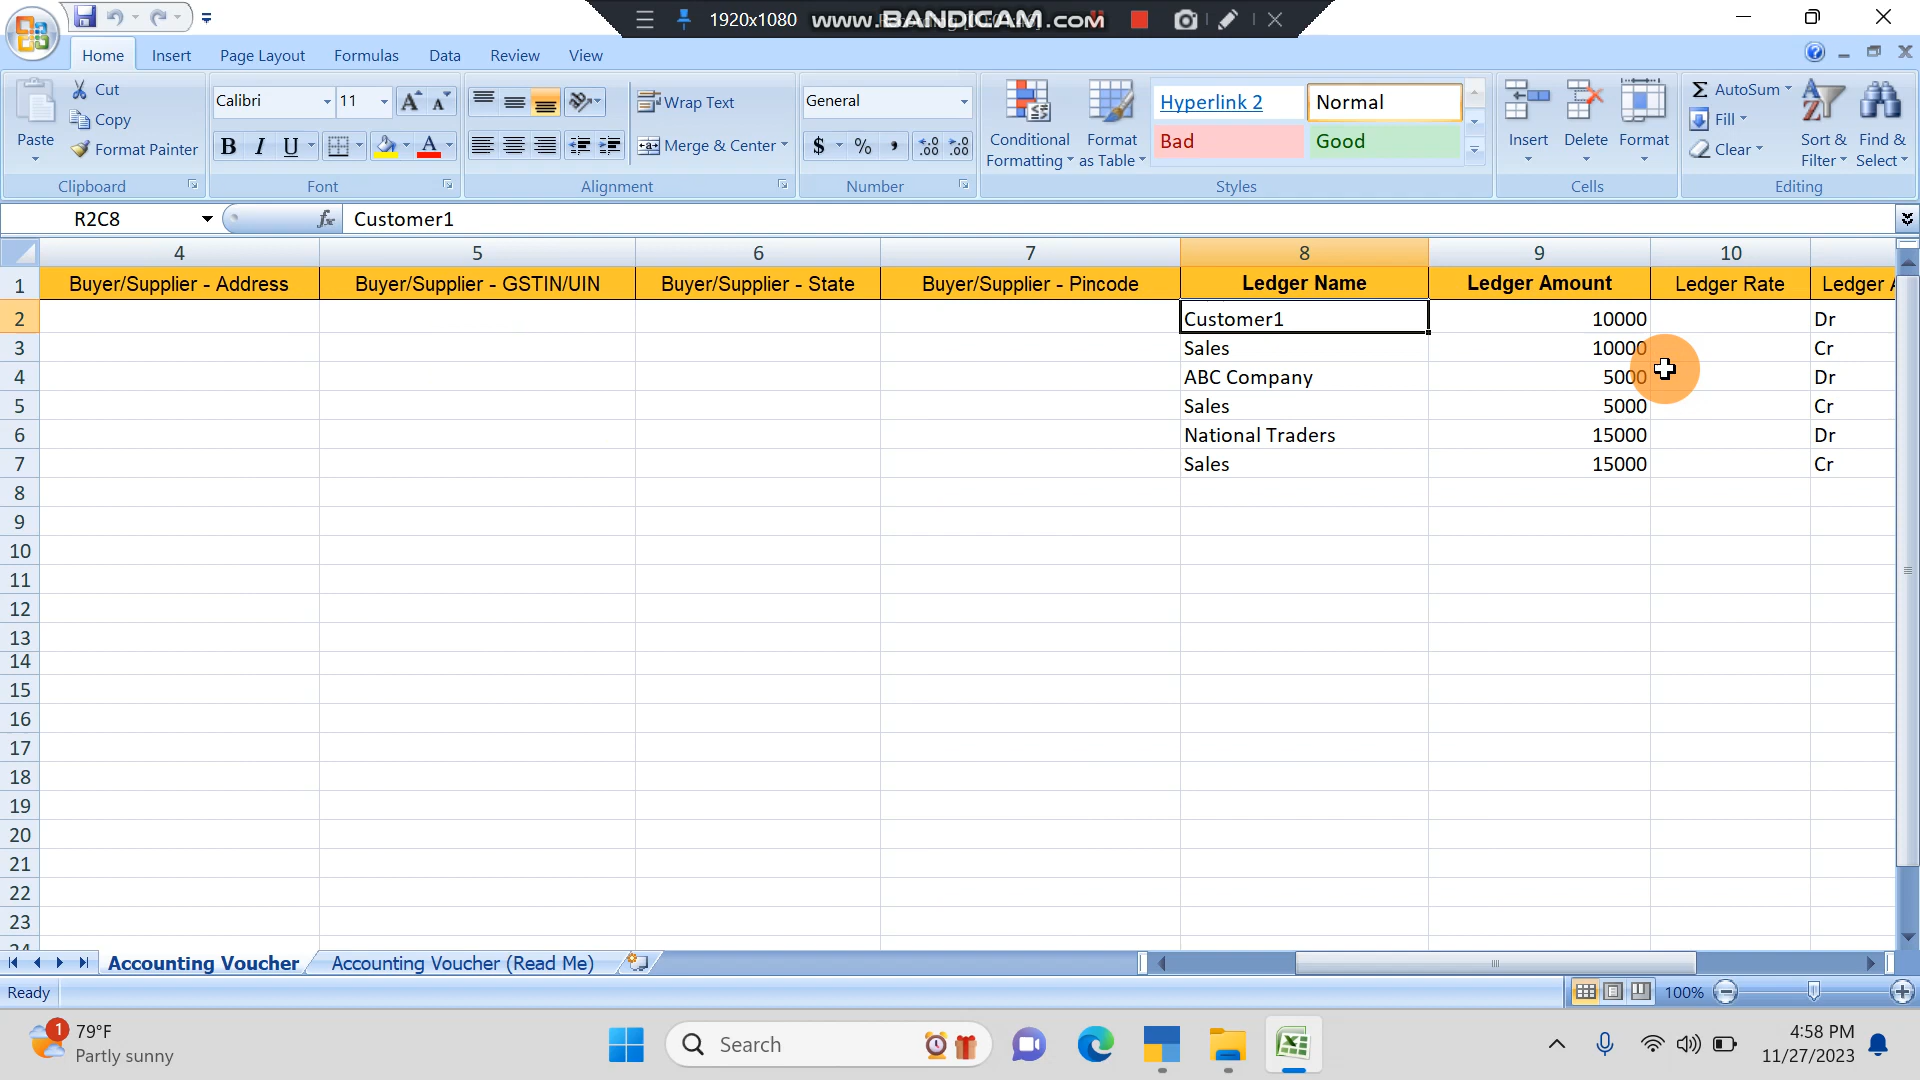 1920x1080 www.BANDICAM.com
Home Insert Page Layout Formulas Data Review View
Paste
Cut
Copy
Format Painter
Clipboard
Calibri 11
B I U
Font
Wrap Text
Merge & Center
Alignment
General
$ % ,
Number
Conditional Formatting
Format as Table
Hyperlink 2 Normal
Bad Good
Styles
Insert Delete Format
Cells
AutoSum
Fill
Clear
Sort & Filter
Find & Select
Editing
R2C8 fx Customer1
4 5 6 7 8 9 10
1 Buyer/Supplier - Address Buyer/Supplier - GSTIN/UIN Buyer/Supplier - State Buyer/Supplier - Pincode Ledger Name Ledger Amount Ledger Rate Ledger
2 Customer1 10000 Dr
3 Sales 10000 Cr
4 ABC Company 5000 Dr
5 Sales 5000 Cr
6 National Traders 15000 Dr
7 Sales 15000 Cr
8
9
10
11
12
13
14
15
16
17
18
19
20
21
22
23
24
Accounting Voucher Accounting Voucher (Read Me)
Ready 100%
1 79°F
Partly sunny
Search
4:58 PM
11/27/2023